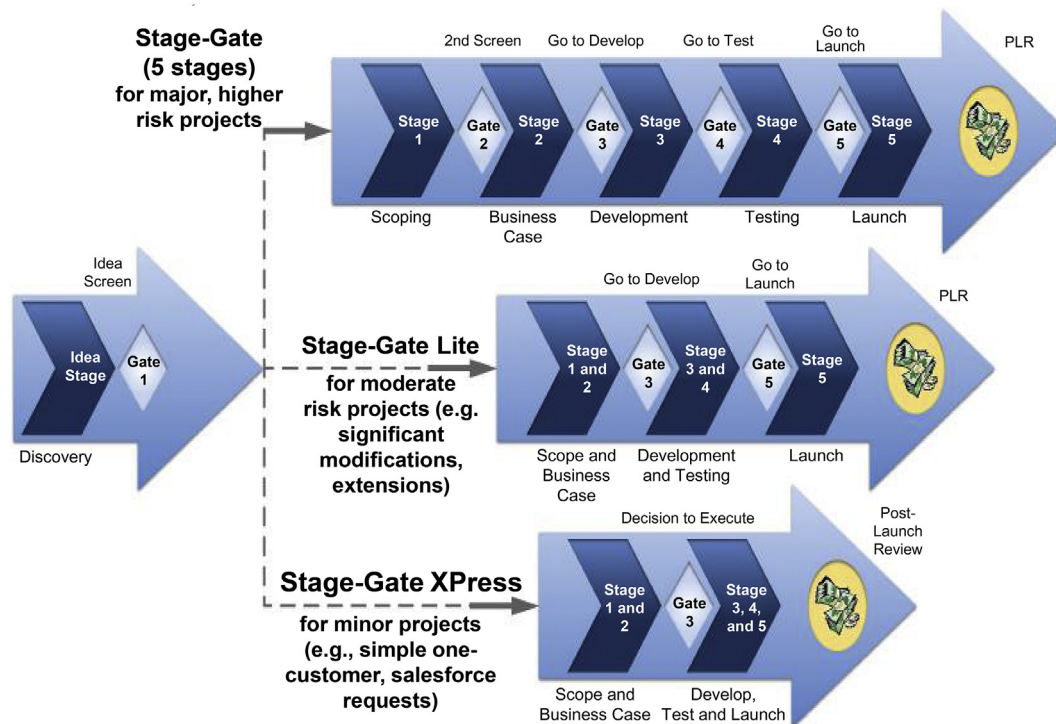 Stage-Gate
(5 stages)
for major, higher
risk projects
2nd Screen
Go to Develop
Go to Test
Go to
Launch
PLR
Stage
1
Gate
2
Stage
2
Gate
3
Stage
3
Gate
4
Stage
4
Gate
5
Stage
5
Scoping
Business
Case
Development
Testing
Launch
Idea
Screen
Idea
Stage
Gate
1
Discovery
Stage-Gate Lite
for moderate
risk projects (e.g.
significant
modifications,
extensions)
Go to Develop
Go to
Launch
PLR
Stage
1 and
2
Gate
3
Stage
3 and
4
Gate
5
Stage
5
Scope and
Business
Case
Development
and Testing
Launch
Stage-Gate XPress
for minor projects
(e.g., simple one-
customer, salesforce
requests)
Decision to Execute
Post-
Launch
Review
Stage
1 and
2
Gate
3
Stage
3, 4,
and 5
Scope and
Business Case
Develop,
Test and Launch